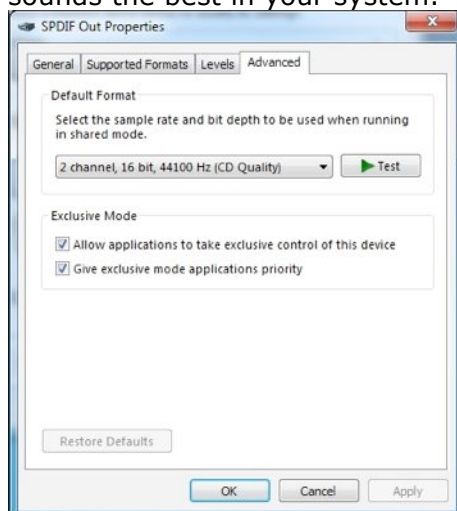 sounds the best in your system.
SPDIF Out Properties
General Supported Formats Levels Advanced
Default Format
Select the sample rate and bit depth to be used when running
in shared mode.
2 channel, 16 bit, 44100 Hz (CD Quality) Test
Exclusive Mode
Allow applications to take exclusive control of this device
Give exclusive mode applications priority
Restore Defaults
OK Cancel Apply